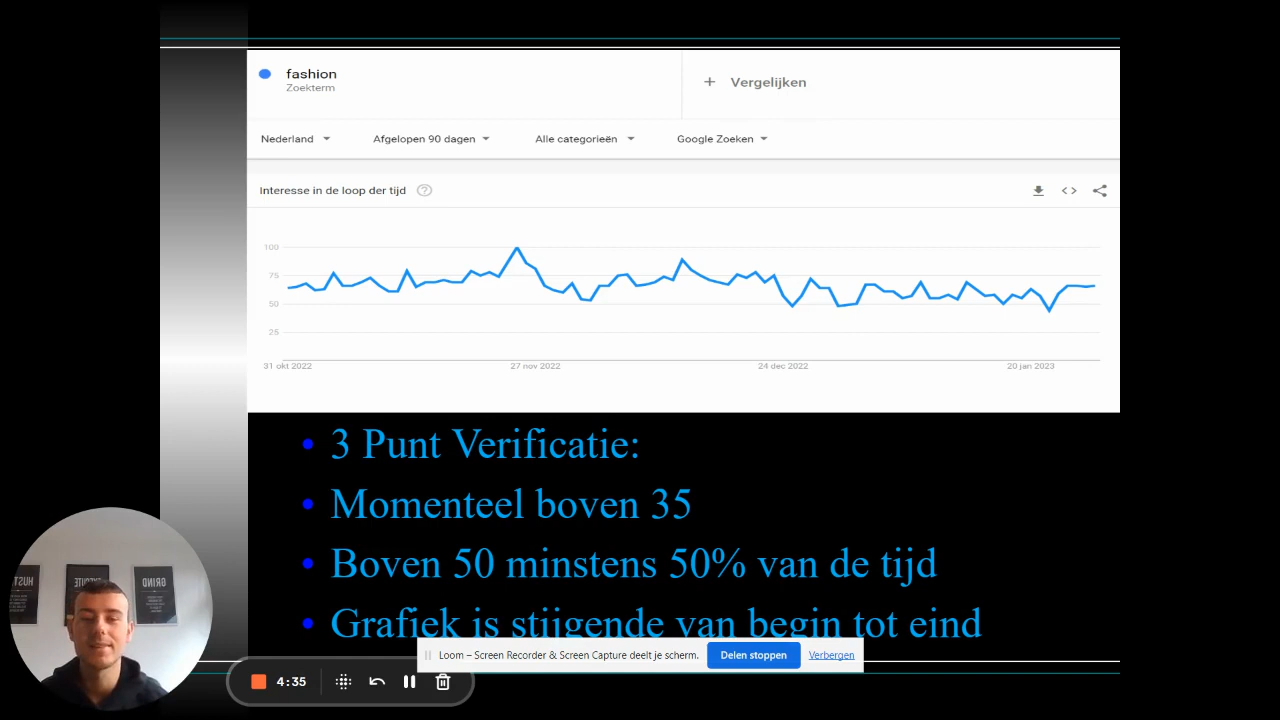 fashion
Zoekterm
+ Vergelijken
Nederland
Afgelopen 90 dagen
Alle categorieën
Google Zoeken
Interesse in de loop der tijd
100
75
50
25
31 okt 2022
27 nov 2022
24 dec 2022
20 jan 2023
• 3 Punt Verificatie:
• Momenteel boven 35
• Boven 50 minstens 50% van de tijd
• Grafiek is stijgende van begin tot eind
HUST
GRIND
Loom – Screen Recorder & Screen Capture deelt je scherm.
Delen stoppen
Verbergen
4:35